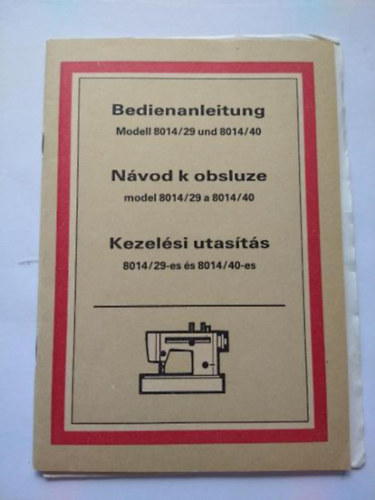 Bedienanleitung
Modell 8014/29 und 8014/40
Návod k obsluze
model 8014/29 a 8014/40
Kezelési utasítás
8014/29-es és 8014/40-es